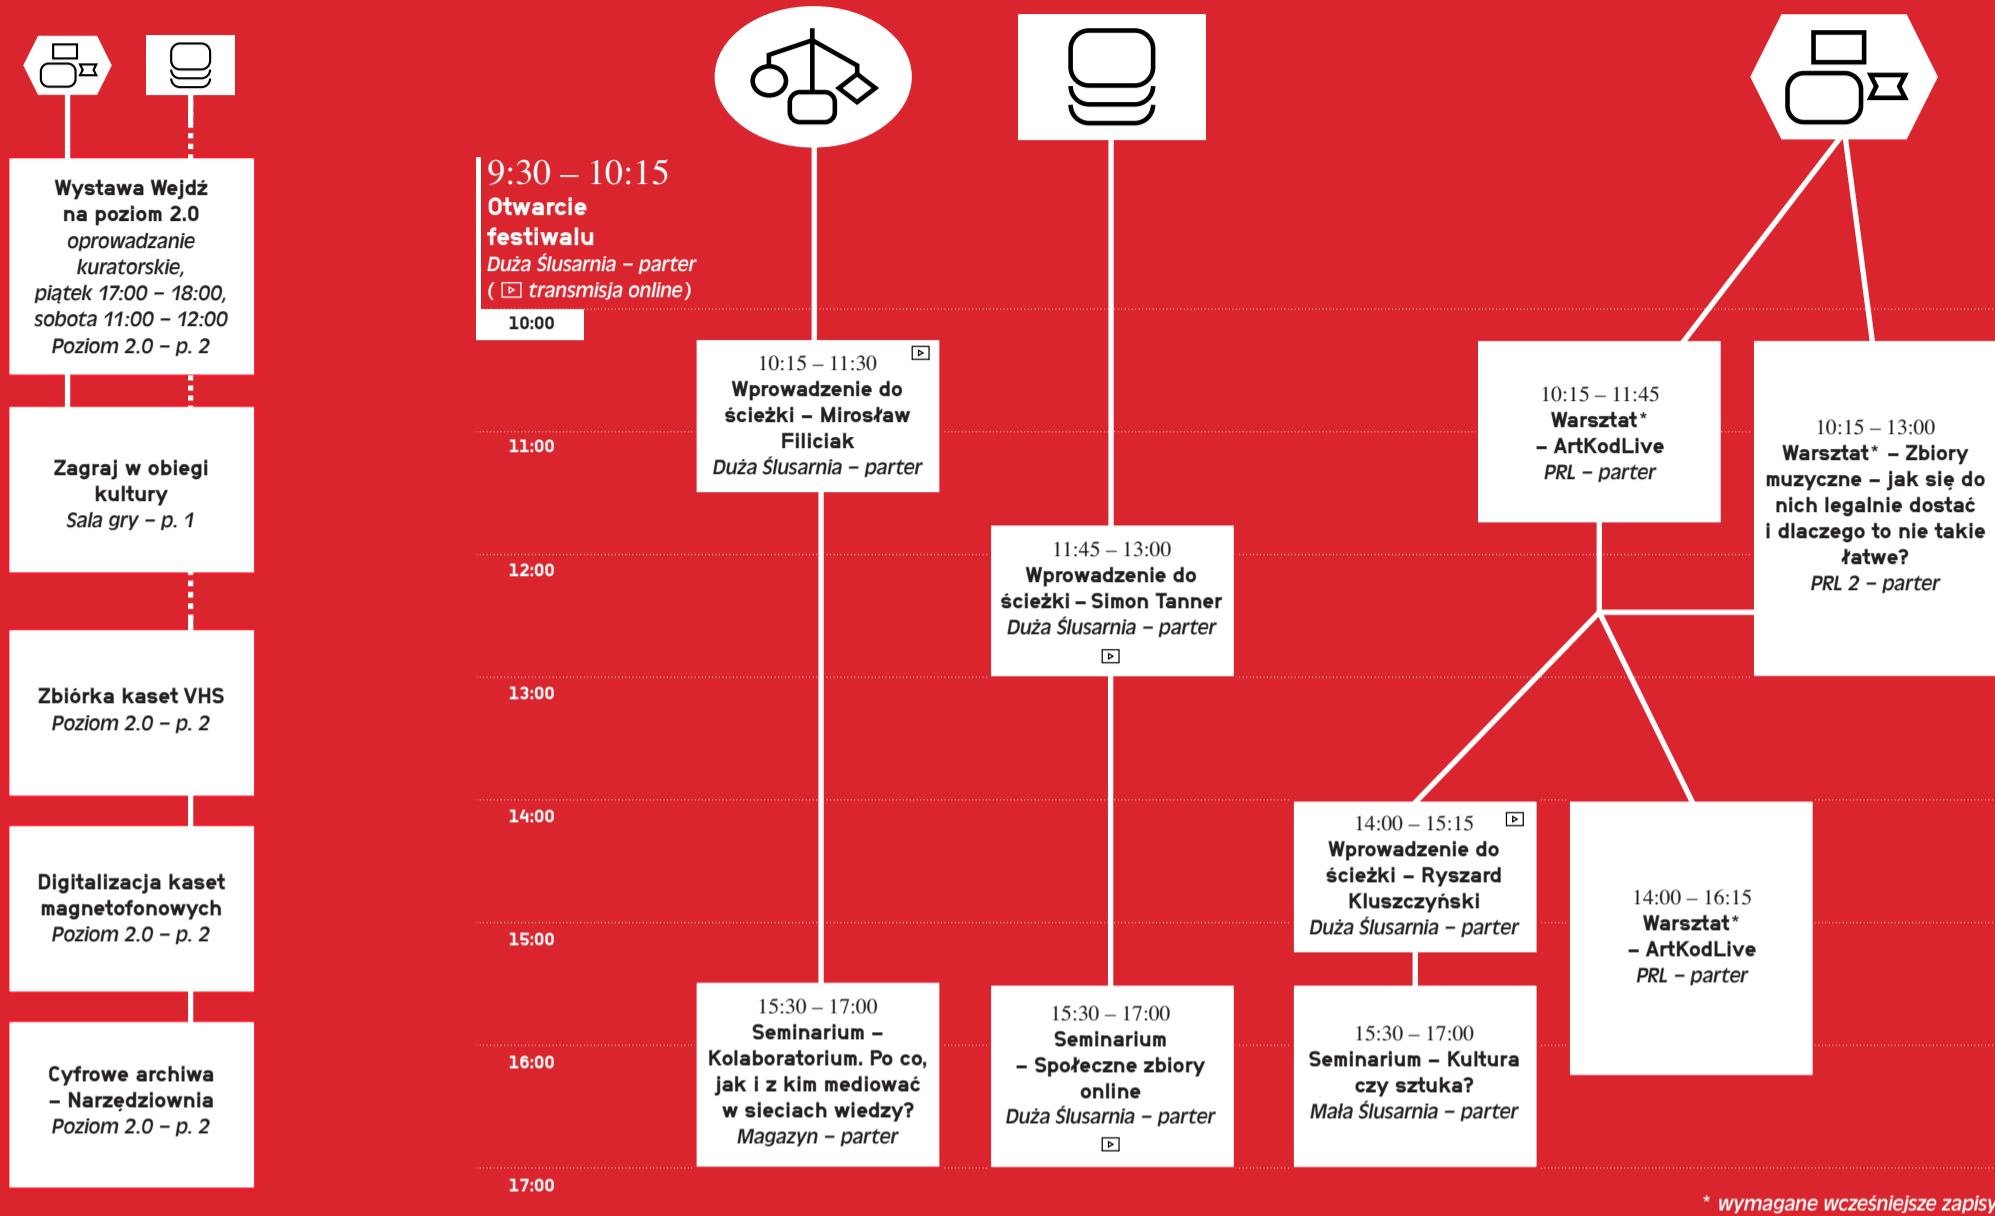 Wystawa Wejdź
na poziom 2.0
oprowadzanie
kuratorskie,
piątek 17:00 – 18:00,
sobota 11:00 – 12:00
Poziom 2.0 – p. 2
Zagraj w obiegi
kultury
Sala gry – p. 1
Zbiórka kaset VHS
Poziom 2.0 – p. 2
Digitalizacja kaset
magnetofonowych
Poziom 2.0 – p. 2
Cyfrowe archiwa
– Narzędziownia
Poziom 2.0 – p. 2
9:30 – 10:15
Otwarcie
festiwalu
Duża Ślusarnia – parter
( transmisja online)
10:00
11:00
12:00
13:00
14:00
15:00
16:00
17:00
10:15 – 11:30
Wprowadzenie do
ścieżki – Mirosław
Filiciak
Duża Ślusarnia – parter
15:30 – 17:00
Seminarium –
Kolaboratorium. Po co,
jak i z kim mediować
w sieciach wiedzy?
Magazyn – parter
11:45 – 13:00
Wprowadzenie do
ścieżki – Simon Tanner
Duża Ślusarnia – parter
15:30 – 17:00
Seminarium
– Społeczne zbiory
online
Duża Ślusarnia – parter
10:15 – 11:45
Warsztat*
– ArtKodLive
PRL – parter
10:15 – 13:00
Warsztat* – Zbiory
muzyczne – jak się do
nich legalnie dostać
i dlaczego to nie takie
łatwe?
PRL 2 – parter
14:00 – 15:15
Wprowadzenie do
ścieżki – Ryszard
Kluszczyński
Duża Ślusarnia – parter
15:30 – 17:00
Seminarium – Kultura
czy sztuka?
Mała Ślusarnia – parter
14:00 – 16:15
Warsztat*
– ArtKodLive
PRL – parter
* wymagane wcześniejsze zapisy